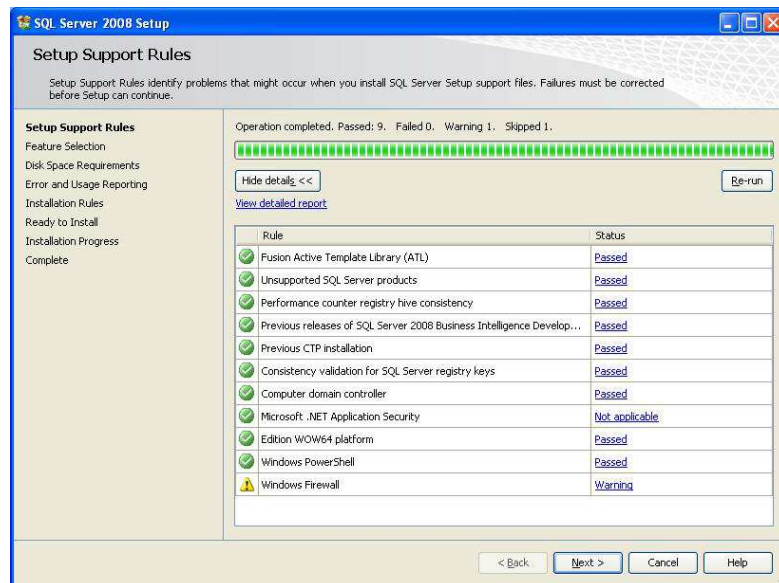 SQL Server 2008 Setup
Setup Support Rules
Setup Support Rules identify problems that might occur when you install SQL Server Setup support files. Failures must be corrected
before Setup can continue.
Setup Support Rules
Feature Selection
Disk Space Requirements
Error and Usage Reporting
Installation Rules
Ready to Install
Installation Progress
Complete
Operation completed. Passed: 9. Failed 0. Warning 1. Skipped 1.
Hide details <<
Re-run
View detailed report
Rule Status
Fusion Active Template Library (ATL) Passed
Unsupported SQL Server products Passed
Performance counter registry hive consistency Passed
Previous releases of SQL Server 2008 Business Intelligence Develop... Passed
Previous CTP installation Passed
Consistency validation for SQL Server registry keys Passed
Computer domain controller Passed
Microsoft .NET Application Security Not applicable
Edition WOW64 platform Passed
Windows PowerShell Passed
Windows Firewall Warning
< Back Next > Cancel Help